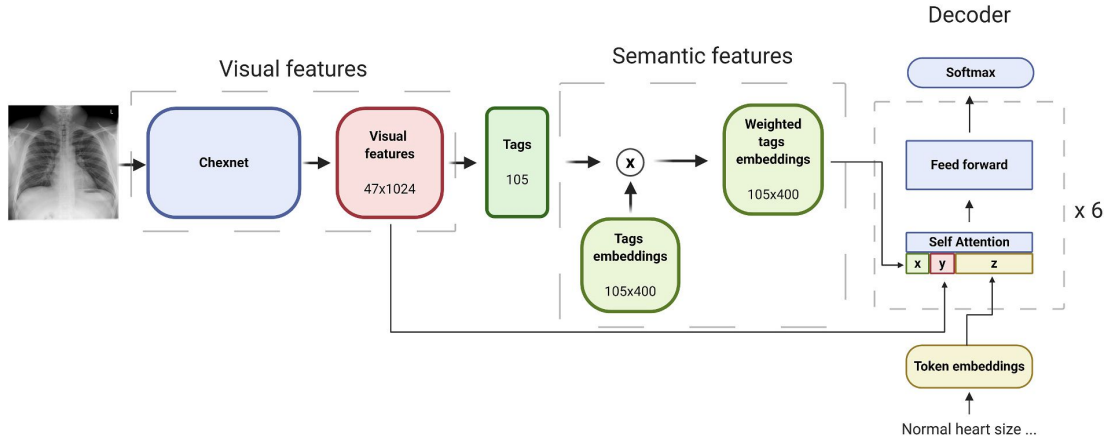 Decoder
Visual features
Semantic features
Softmax
L
Chexnet
Visual
features
47x1024
Tags
105
x
Weighted
tags
embeddings
105x400
Feed forward
Tags
embeddings
105x400
Self Attention
x y z
x 6
Token embeddings
Normal heart size ...